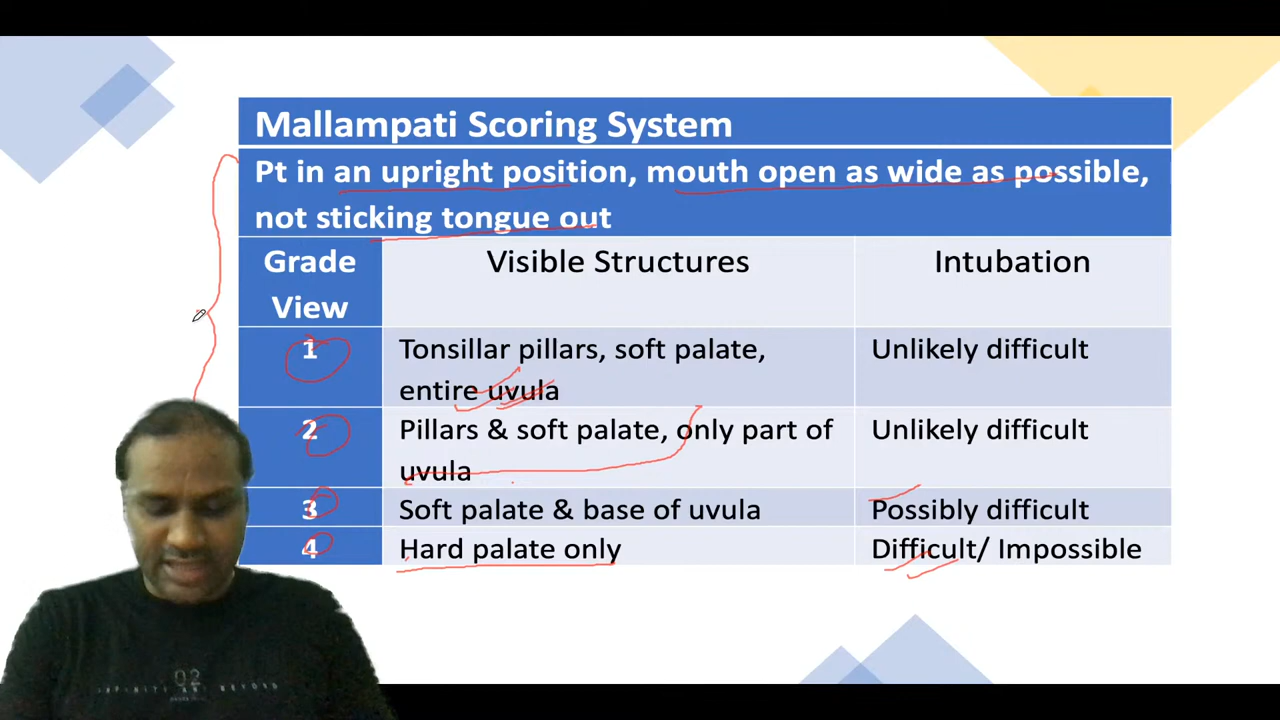 Mallampati Scoring System
Pt in an upright position, mouth open as wide as possible,
not sticking tongue out
Grade View
Visible Structures
Intubation
1
Tonsillar pillars, soft palate,
entire uvula
Unlikely difficult
2
Pillars & soft palate, only part of
uvula
Unlikely difficult
3
Soft palate & base of uvula
Possibly difficult
4
Hard palate only
Difficult/ Impossible
02